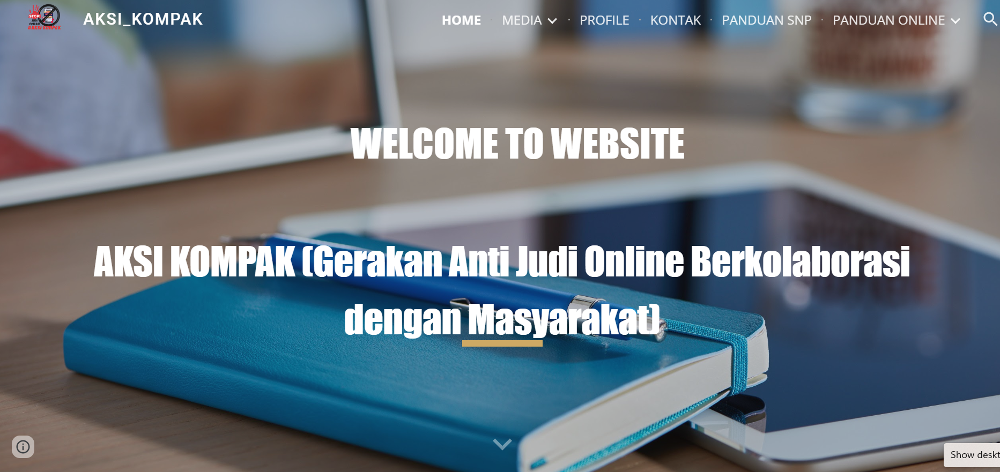 STOP!
JUDI
ONLINE
#AKSI KOMPAK
AKSI_KOMPAK
HOME
MEDIA
PROFILE
KONTAK
PANDUAN SNP
PANDUAN ONLINE
WELCOME TO WEBSITE
AKSI KOMPAK (Gerakan Anti Judi Online Berkolaborasi
dengan Masyarakat)
Show deskt